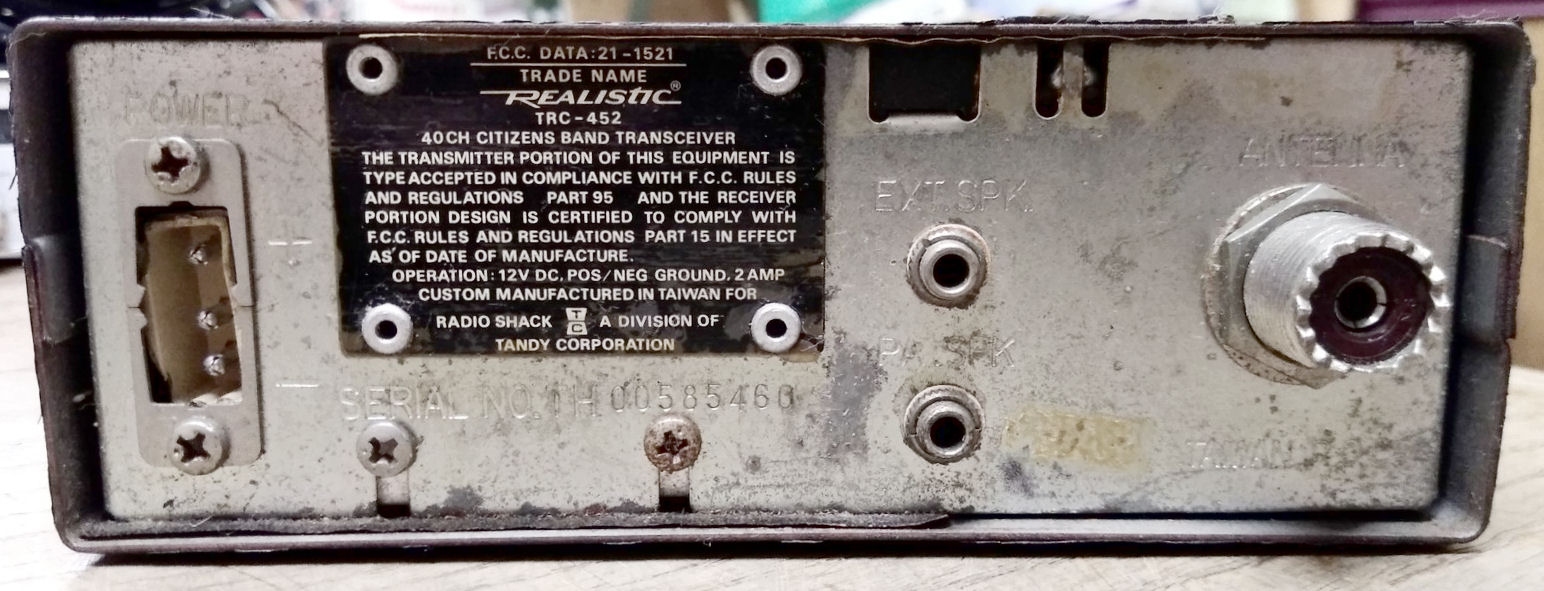 POWER
+
—
F.C.C. DATA:21-1521
TRADE NAME
REALISTIC®
TRC-452
40CH CITIZENS BAND TRANSCEIVER
THE TRANSMITTER PORTION OF THIS EQUIPMENT IS
TYPE ACCEPTED IN COMPLIANCE WITH F.C.C. RULES
AND REGULATIONS PART 95 AND THE RECEIVER
PORTION DESIGN IS CERTIFIED TO COMPLY WITH
F.C.C. RULES AND REGULATIONS PART 15 IN EFFECT
AS OF DATE OF MANUFACTURE.
OPERATION: 12V DC, POS/NEG GROUND. 2 AMP
CUSTOM MANUFACTURED IN TAIWAN FOR
RADIO SHACK TC A DIVISION OF
TANDY CORPORATION
SERIAL NO. TH 00585460
EXT. SPK.
PA. SPK
ANTENNA
TAIWAN